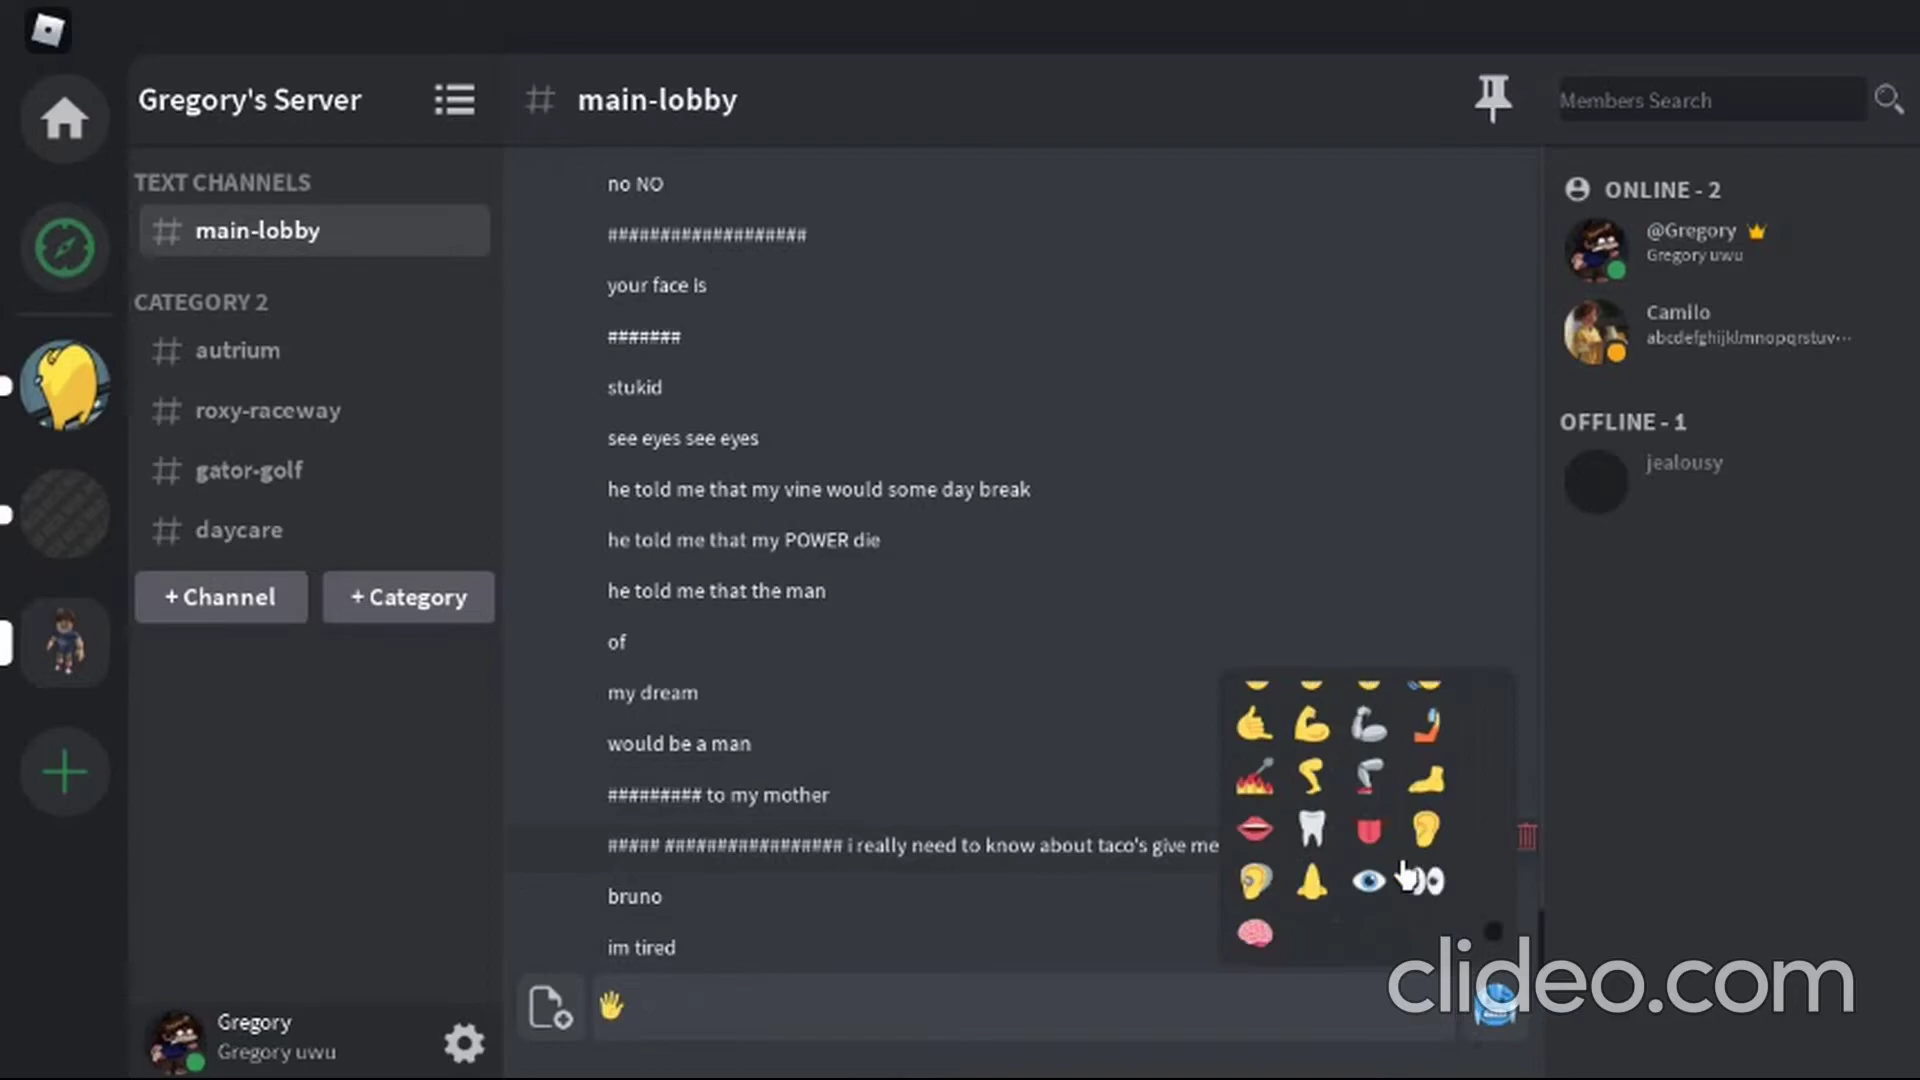 Gregory's Server
main-lobby
Members Search
TEXT CHANNELS
main-lobby
CATEGORY 2
autrium
roxy-raceway
gator-golf
daycare
+ Channel
+ Category
no NO
###################
your face is
#######
stukid
see eyes see eyes
he told me that my vine would some day break
he told me that my POWER die
he told me that the man
of
my dream
would be a man
######### to my mother
##### ################# i really need to know about taco's give me
bruno
im tired
ONLINE - 2
@Gregory
Gregory uwu
Camilo
abcdefghijklmnopqrstuv...
OFFLINE - 1
jealousy
Gregory
Gregory uwu
clideo.com